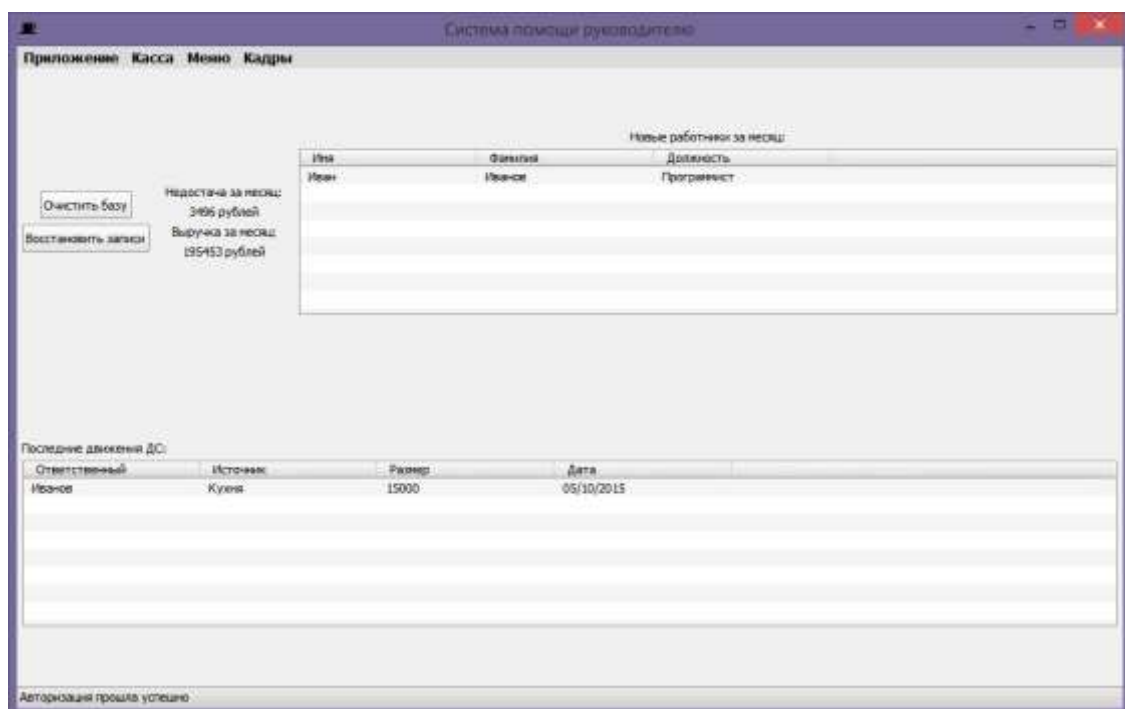 Система помощи руководителю
Приложение Касса Меню Кадры
Новые работники за месяц:
Имя Фамилия Должность
Иван Иванов Программист
Очистить базу
Восстановить записи
Недостача за месяц:
3486 рублей
Выручка за месяц:
195453 рублей
Последние движения ДС:
Ответственный Источник Размер Дата
Иванов Кухня 15000 05/10/2015
Авторизация прошла успешно